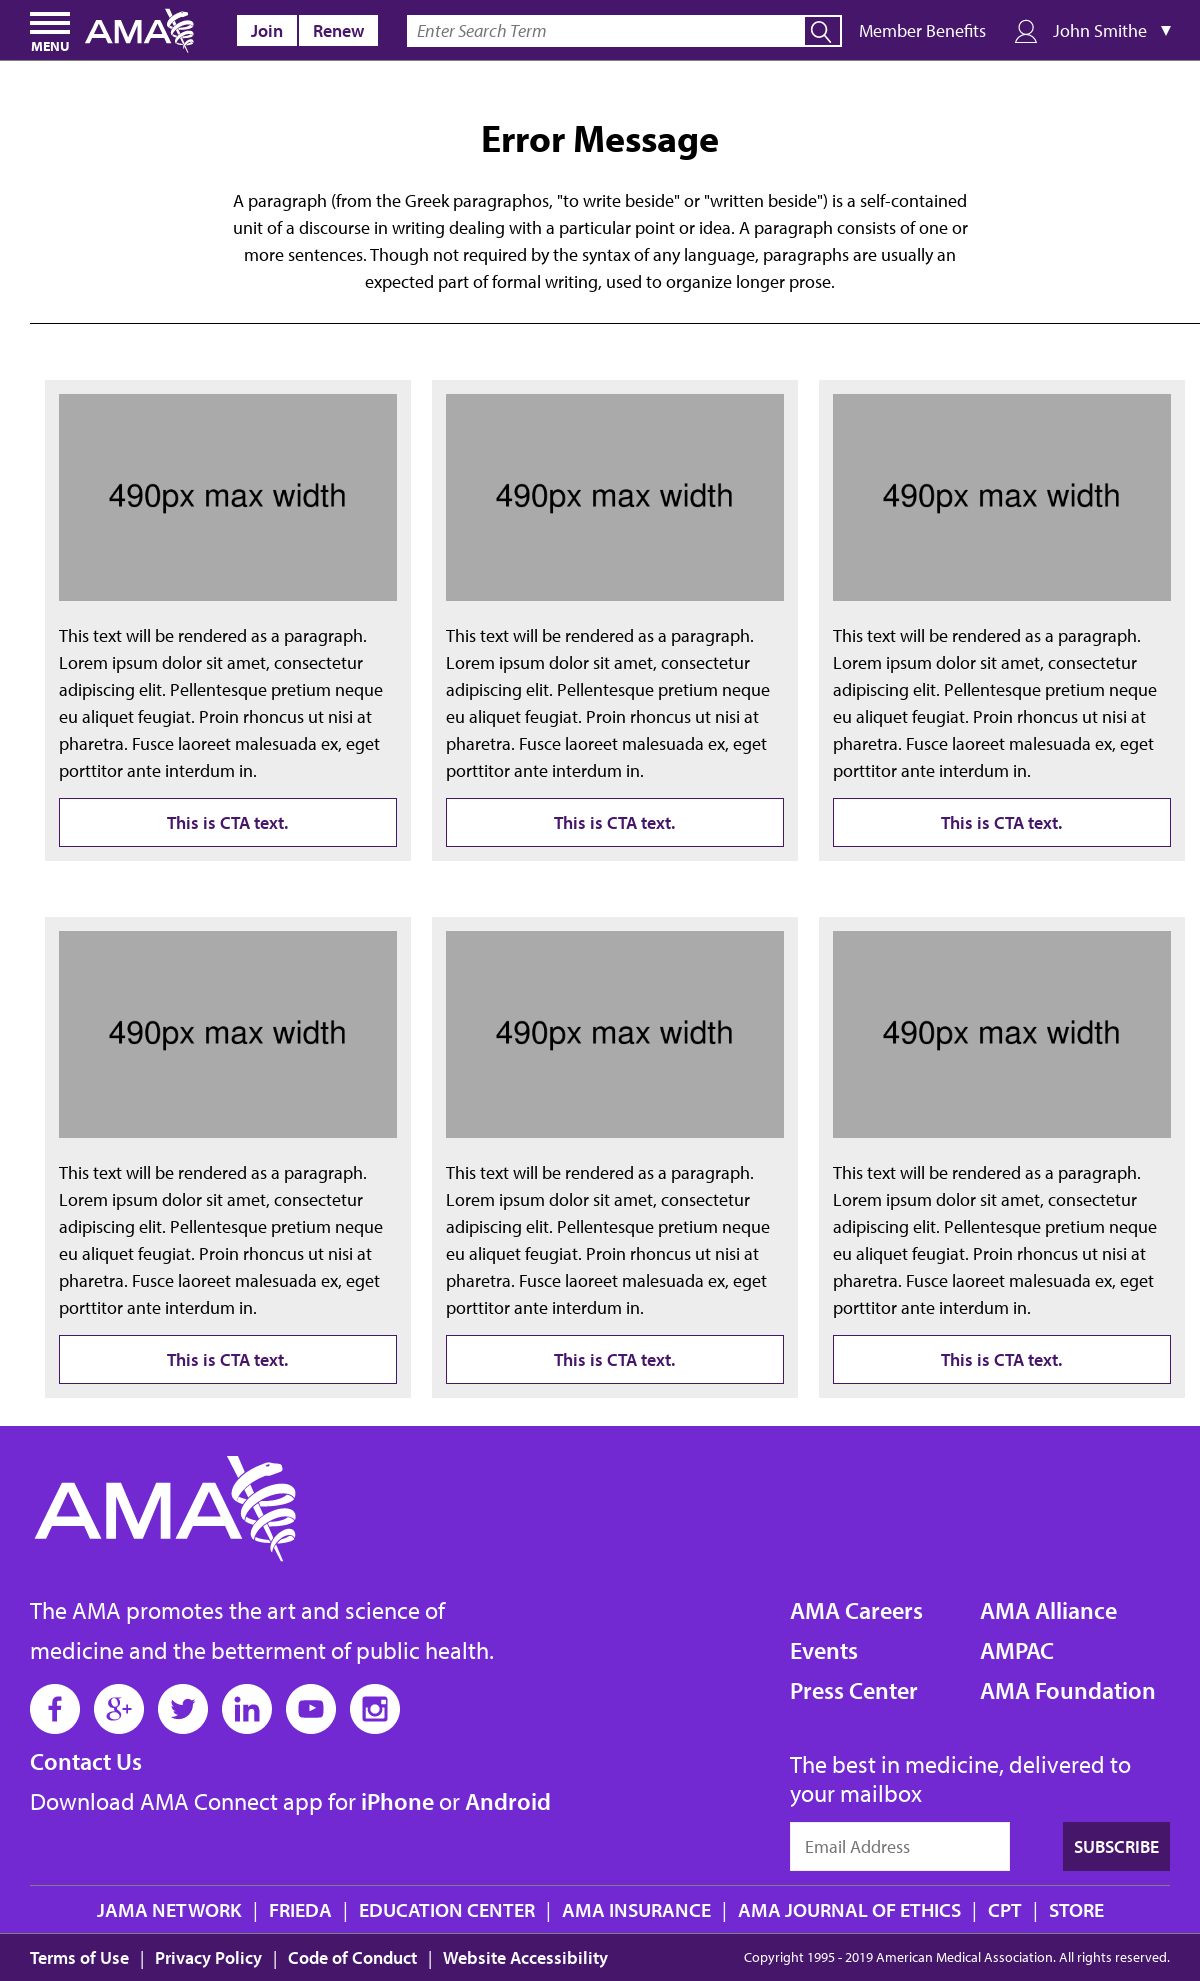 MENU AMA Join Renew Enter Search Term Member Benefits John Smithe ▼
Error Message
A paragraph (from the Greek paragraphos, "to write beside" or "written beside") is a self-contained
unit of a discourse in writing dealing with a particular point or idea. A paragraph consists of one or
more sentences. Though not required by the syntax of any language, paragraphs are usually an
expected part of formal writing, used to organize longer prose.
490px max width
This text will be rendered as a paragraph.
Lorem ipsum dolor sit amet, consectetur
adipiscing elit. Pellentesque pretium neque
eu aliquet feugiat. Proin rhoncus ut nisi at
pharetra. Fusce laoreet malesuada ex, eget
porttitor ante interdum in.
This is CTA text.
490px max width
This text will be rendered as a paragraph.
Lorem ipsum dolor sit amet, consectetur
adipiscing elit. Pellentesque pretium neque
eu aliquet feugiat. Proin rhoncus ut nisi at
pharetra. Fusce laoreet malesuada ex, eget
porttitor ante interdum in.
This is CTA text.
490px max width
This text will be rendered as a paragraph.
Lorem ipsum dolor sit amet, consectetur
adipiscing elit. Pellentesque pretium neque
eu aliquet feugiat. Proin rhoncus ut nisi at
pharetra. Fusce laoreet malesuada ex, eget
porttitor ante interdum in.
This is CTA text.
490px max width
This text will be rendered as a paragraph.
Lorem ipsum dolor sit amet, consectetur
adipiscing elit. Pellentesque pretium neque
eu aliquet feugiat. Proin rhoncus ut nisi at
pharetra. Fusce laoreet malesuada ex, eget
porttitor ante interdum in.
This is CTA text.
490px max width
This text will be rendered as a paragraph.
Lorem ipsum dolor sit amet, consectetur
adipiscing elit. Pellentesque pretium neque
eu aliquet feugiat. Proin rhoncus ut nisi at
pharetra. Fusce laoreet malesuada ex, eget
porttitor ante interdum in.
This is CTA text.
490px max width
This text will be rendered as a paragraph.
Lorem ipsum dolor sit amet, consectetur
adipiscing elit. Pellentesque pretium neque
eu aliquet feugiat. Proin rhoncus ut nisi at
pharetra. Fusce laoreet malesuada ex, eget
porttitor ante interdum in.
This is CTA text.
AMA
The AMA promotes the art and science of
medicine and the betterment of public health.
f g+ in
Contact Us
Download AMA Connect app for iPhone or Android
AMA Careers
Events
Press Center
AMA Alliance
AMPAC
AMA Foundation
The best in medicine, delivered to
your mailbox
Email Address SUBSCRIBE
JAMA NETWORK | FRIEDA | EDUCATION CENTER | AMA INSURANCE | AMA JOURNAL OF ETHICS | CPT | STORE
Terms of Use | Privacy Policy | Code of Conduct | Website Accessibility
Copyright 1995 - 2019 American Medical Association. All rights reserved.